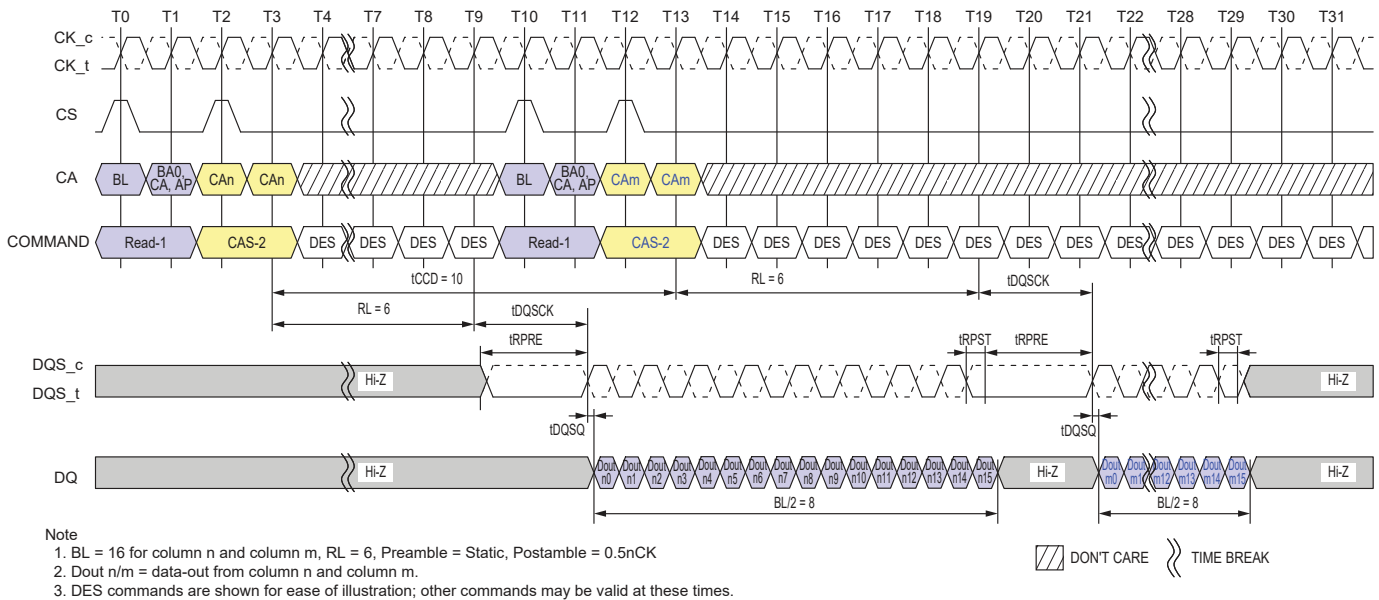 T0 T1 T2 T3 T4 T7 T8 T9 T10 T11 T12 T13 T14 T15 T16 T17 T18 T19 T20 T21 T22 T28 T29 T30 T31
CK_c
CK_t
CS
CA BL BA0, CA, AP CAn CAn BL BA0, CA, AP CAm CAm
COMMAND Read-1 CAS-2 DES DES DES DES Read-1 CAS-2 DES DES DES DES DES DES DES DES DES DES DES DES DES
tCCD = 10 RL = 6 tDQSCK
RL = 6 tDQSCK
tRPRE tRPST tRPRE tRPST
DQS_c
DQS_t
Hi-Z Hi-Z
tDQSQ tDQSQ
DQ Hi-Z Dout n0 Dout n1 Dout n2 Dout n3 Dout n4 Dout n5 Dout n6 Dout n7 Dout n8 Dout n9 Dout n10 Dout n11 Dout n12 Dout n13 Dout n14 Dout n15 Hi-Z Dout m0 Dout m1 Dout m12 Dout m13 Dout m14 Dout m15 Hi-Z
BL/2 = 8 BL/2 = 8
Note
1. BL = 16 for column n and column m, RL = 6, Preamble = Static, Postamble = 0.5nCK
2. Dout n/m = data-out from column n and column m.
3. DES commands are shown for ease of illustration; other commands may be valid at these times.
DON'T CARE TIME BREAK